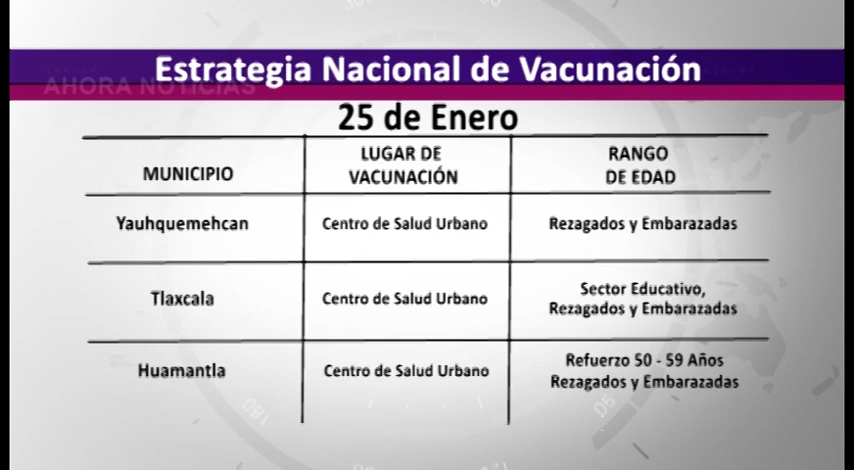 Estrategia Nacional de Vacunación
AHORA NOTICIAS
25 de Enero
MUNICIPIO
LUGAR DE
VACUNACIÓN
RANGO
DE EDAD
Yauhquemehcan
Centro de Salud Urbano
Rezagados y Embarazadas
Tlaxcala
Centro de Salud Urbano
Sector Educativo,
Rezagados y Embarazadas
Huamantla
Centro de Salud Urbano
Refuerzo 50 - 59 Años
Rezagados y Embarazadas